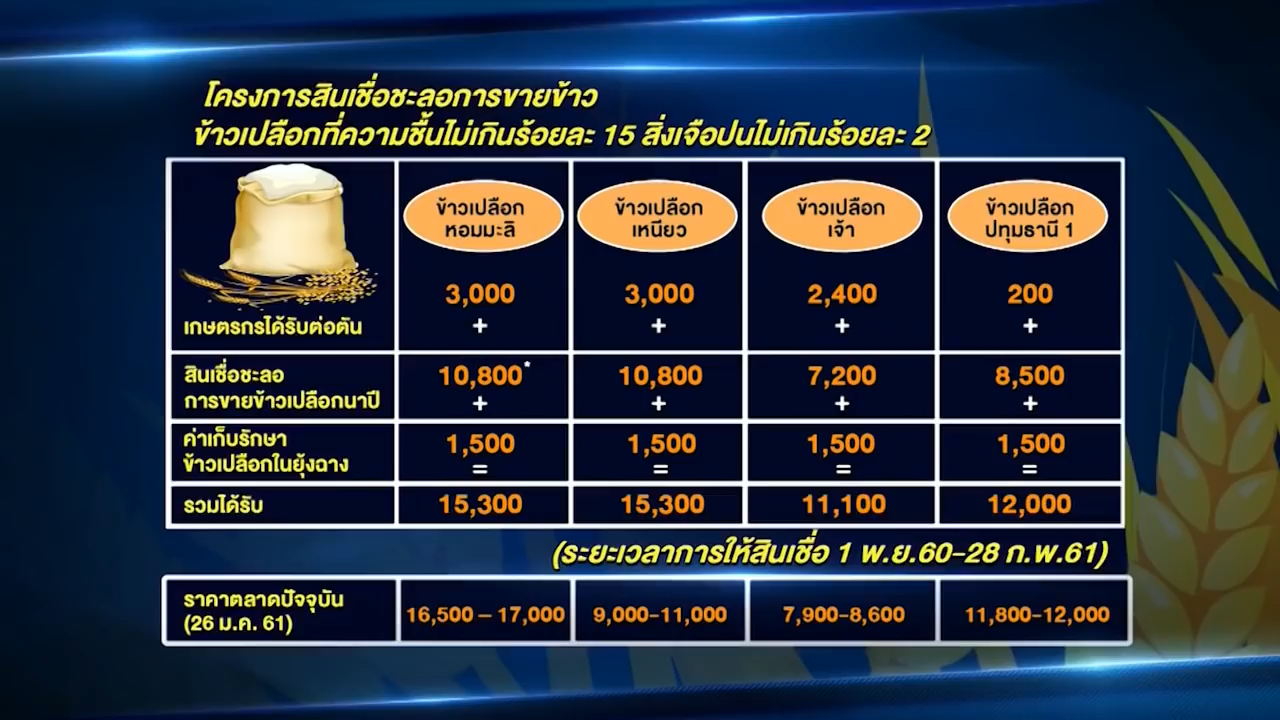 โครงการสินเชื่อชะลอการขายข้าว
ข้าวเปลือกที่ความชื้นไม่เกินร้อยละ 15 สิ่งเจือปนไม่เกินร้อยละ 2
ข้าวเปลือก
หอมมะลิ
ข้าวเปลือก
เหนียว
ข้าวเปลือก
เจ้า
ข้าวเปลือก
ปทุมธานี 1
เกษตรกรได้รับต่อตัน
3,000
+
3,000
+
2,400
+
200
+
สินเชื่อชะลอ
การขายข้าวเปลือกนาปี
10,800*
+
10,800
+
7,200
+
8,500
+
ค่าเก็บรักษา
ข้าวเปลือกในยุ้งฉาง
1,500
=
1,500
=
1,500
=
1,500
=
รวมได้รับ
15,300
15,300
11,100
12,000
(ระยะเวลาการให้สินเชื่อ 1 พ.ย.60-28 ก.พ.61)
ราคาตลาดปัจจุบัน
(26 ม.ค. 61)
16,500 – 17,000
9,000-11,000
7,900-8,600
11,800-12,000